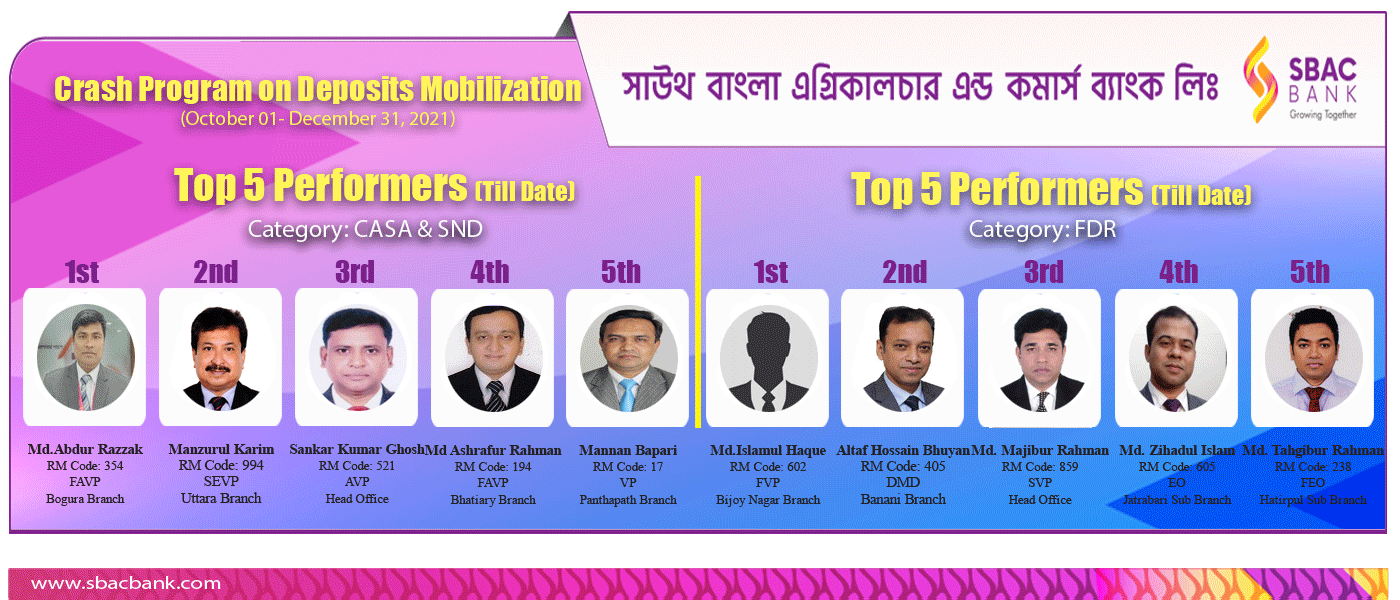 Crash Program on Deposits Mobilization
(October 01- December 31, 2021)
সাউথ বাংলা এগ্রিকালচার এন্ড কমার্স ব্যাংক লিঃ
SBAC
BANK
Growing Together
Top 5 Performers (Till Date)
Category: CASA & SND
1st 2nd 3rd 4th 5th
Md.Abdur Razzak
RM Code: 354
FAVP
Bogura Branch
Manzurul Karim
RM Code: 994
SEVP
Uttara Branch
Sankar Kumar Ghosh
RM Code: 521
AVP
Head Office
Md Ashrafur Rahman
RM Code: 194
FAVP
Bhatiary Branch
Mannan Bapari
RM Code: 17
VP
Panthapath Branch
Top 5 Performers (Till Date)
Category: FDR
1st 2nd 3rd 4th 5th
Md.Islamul Haque
RM Code: 602
FVP
Bijoy Nagar Branch
Altaf Hossain Bhuyan
RM Code: 405
DMD
Banani Branch
Md. Majibur Rahman
RM Code: 859
SVP
Head Office
Md. Zihadul Islam
RM Code: 605
EO
Jatrabari Sub Branch
Md. Tahgibur Rahman
RM Code: 238
FEO
Hatirpul Sub Branch
www.sbacbank.com